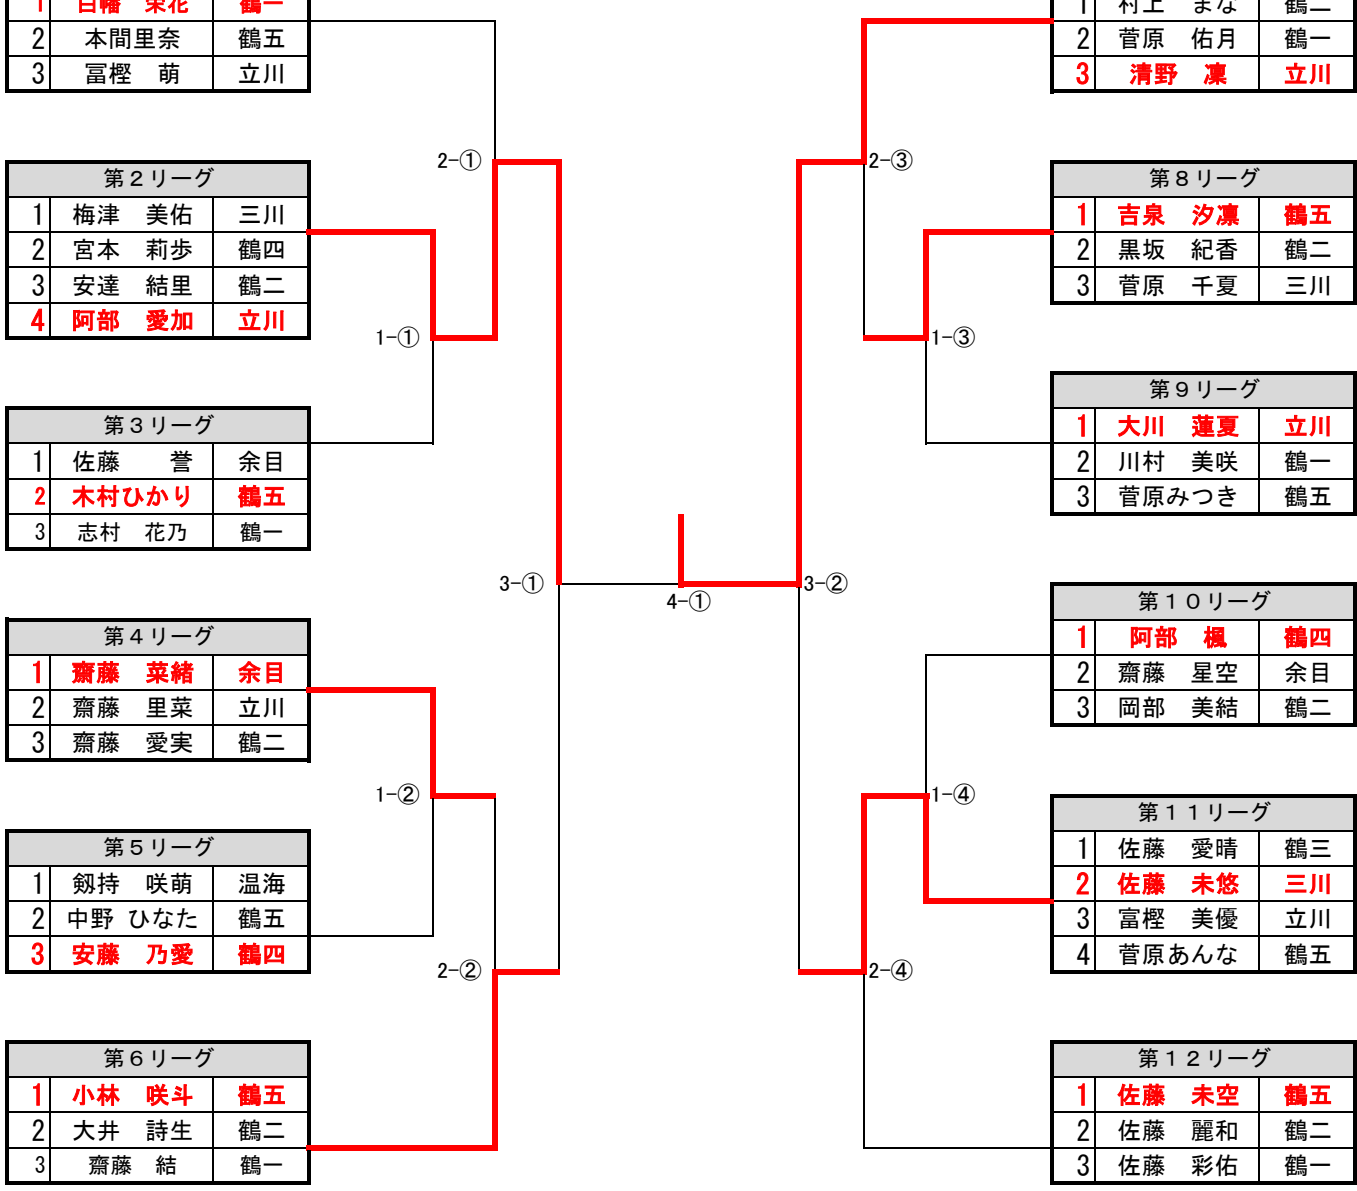 1 白幡 栞花 鶴一
2 本間里奈 鶴五
3 冨樫 萌 立川
2-①
第2リーグ
1 梅津 美佑 三川
2 宮本 莉歩 鶴四
3 安達 結里 鶴二
4 阿部 愛加 立川
1-①
第3リーグ
1 佐藤 誉 余目
2 木村ひかり 鶴五
3 志村 花乃 鶴一
3-①
第4リーグ
1 齋藤 菜緒 余目
2 齋藤 里菜 立川
3 齋藤 愛実 鶴二
1-②
第5リーグ
1 剱持 咲萌 温海
2 中野 ひなた 鶴五
3 安藤 乃愛 鶴四
2-②
第6リーグ
1 小林 咲斗 鶴五
2 大井 詩生 鶴二
3 齋藤 結 鶴一
4-①
1 村上 まな 鶴二
2 菅原 佑月 鶴一
3 清野 凜 立川
2-③
第8リーグ
1 吉泉 汐凛 鶴五
2 黒坂 紀香 鶴二
3 菅原 千夏 三川
1-③
第9リーグ
1 大川 蓮夏 立川
2 川村 美咲 鶴一
3 菅原みつき 鶴五
3-②
第10リーグ
1 阿部 楓 鶴四
2 齋藤 星空 余目
3 岡部 美結 鶴二
1-④
第11リーグ
1 佐藤 愛晴 鶴三
2 佐藤 未悠 三川
3 富樫 美優 立川
4 菅原あんな 鶴五
2-④
第12リーグ
1 佐藤 未空 鶴五
2 佐藤 麗和 鶴二
3 佐藤 彩佑 鶴一